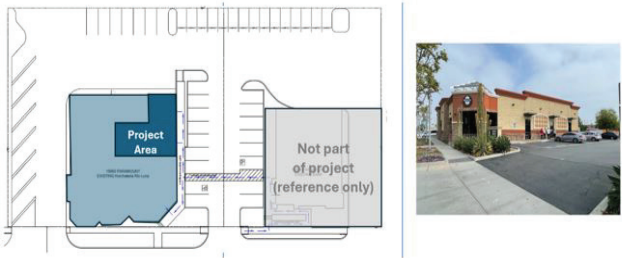 Project
Area
Not part
of project
(reference only)